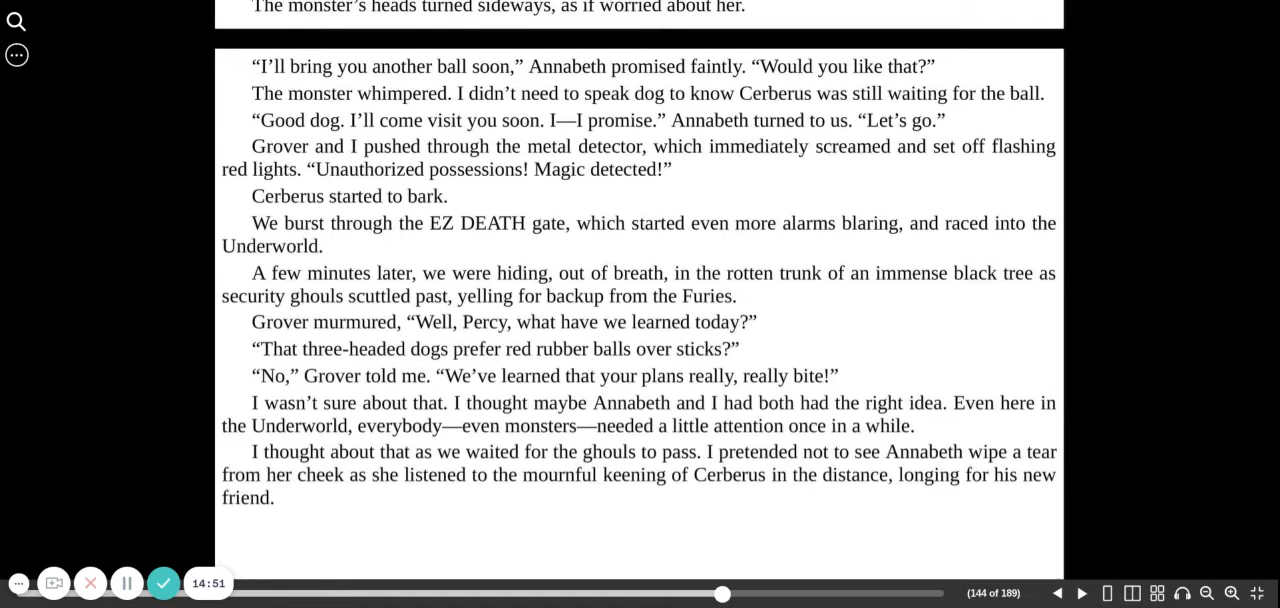 The monster’s heads turned sideways, as if worried about her.
“I’ll bring you another ball soon,” Annabeth promised faintly. “Would you like that?”
The monster whimpered. I didn’t need to speak dog to know Cerberus was still waiting for the ball.
“Good dog. I’ll come visit you soon. I—I promise.” Annabeth turned to us. “Let’s go.”
Grover and I pushed through the metal detector, which immediately screamed and set off flashing
red lights. “Unauthorized possessions! Magic detected!”
Cerberus started to bark.
We burst through the EZ DEATH gate, which started even more alarms blaring, and raced into the
Underworld.
A few minutes later, we were hiding, out of breath, in the rotten trunk of an immense black tree as
security ghouls scuttled past, yelling for backup from the Furies.
Grover murmured, “Well, Percy, what have we learned today?”
“That three-headed dogs prefer red rubber balls over sticks?”
“No,” Grover told me. “We’ve learned that your plans really, really bite!”
I wasn’t sure about that. I thought maybe Annabeth and I had both had the right idea. Even here in
the Underworld, everybody—even monsters—needed a little attention once in a while.
I thought about that as we waited for the ghouls to pass. I pretended not to see Annabeth wipe a tear
from her cheek as she listened to the mournful keening of Cerberus in the distance, longing for his new
friend.
14:51
(144 of 189)